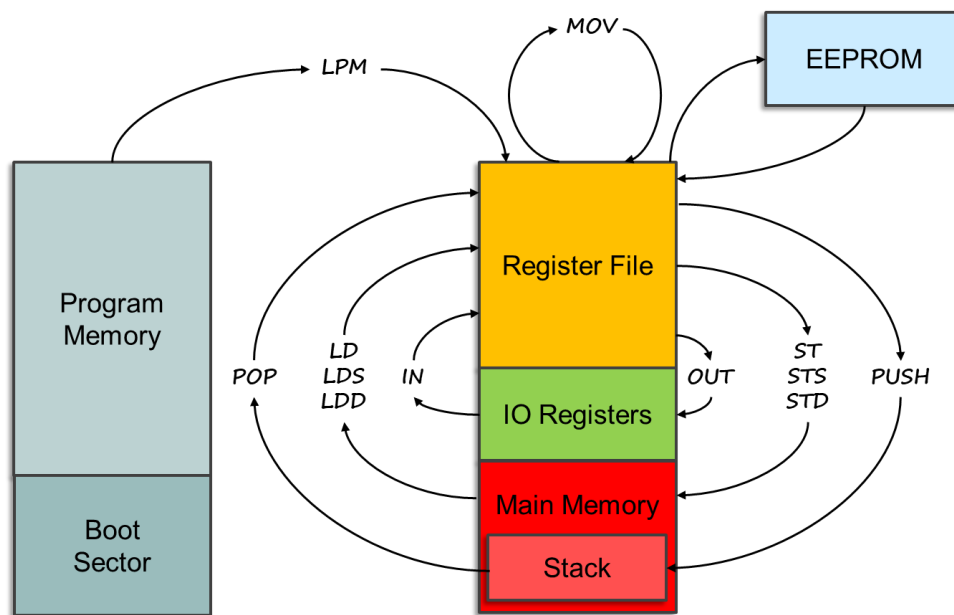 MOV
EEPROM
LPM
Program
Memory
Register File
POP
LD
LDS
LDD
IN
OUT
ST
STS
STD
PUSH
IO Registers
Main Memory
Boot
Sector
Stack